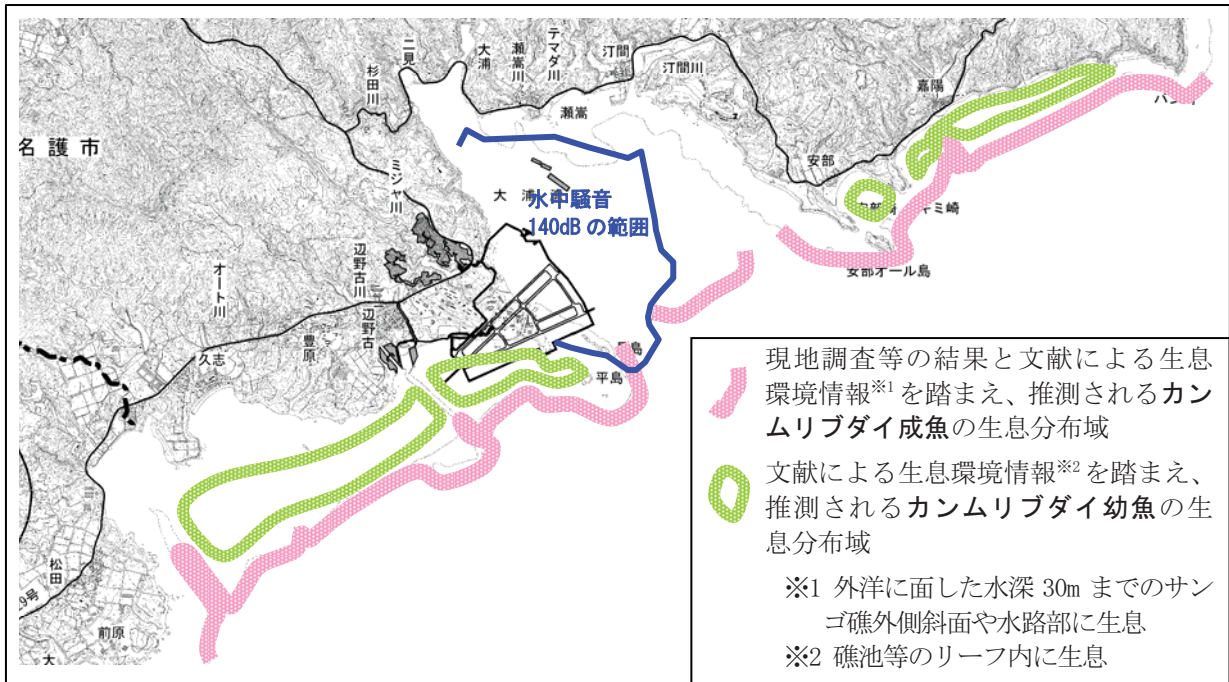 二見
大浦
瀬嵩川
テマダ川
汀間
汀間川
杉田川
瀬嵩
嘉陽
安部
名護市
ミジャ川
大浦
水中騒音
140dBの範囲
安部オール島
オート川
辺野古川
辺野古
豊原
久志
平島
松田
前原
現地調査等の結果と文献による生息
環境情報※1を踏まえ、推測されるカン
ムリブダイ成魚の生息分布域
文献による生息環境情報※2を踏まえ、
推測されるカンムリブダイ幼魚の生
息分布域
※1 外洋に面した水深 30m までのサン
ゴ礁外側斜面や水路部に生息
※2 礁池等のリーフ内に生息